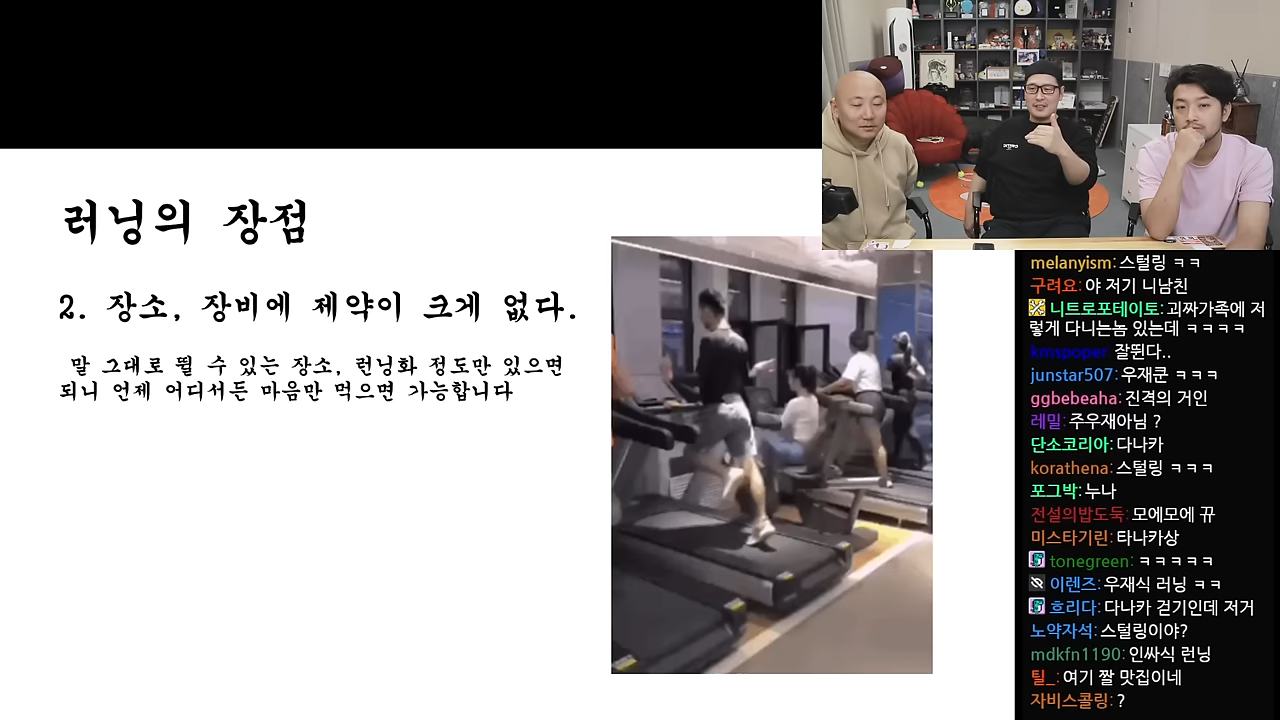 러닝의 장점
2. 장소, 장비에 제약이 크게 없다.
말 그대로 뛸 수 있는 장소, 런닝화 정도만 있으면
되니 언제 어디서든 마음만 먹으면 가능합니다
melanyism: 스털링 ㅋㅋ
구려요: 야 저기 니남친
니트로포테이토: 괴짜가족에 저
렇게 다니는놈 있는데 ㅋㅋㅋㅋ
kmspoper: 잘뛴다..
junstar507: 우재쿤 ㅋㅋㅋ
ggbebeaha: 진격의 거인
레밀: 주우재아님 ?
단소코리아: 다나카
korathena: 스털링 ㅋㅋㅋ
포그박: 누나
전설의밥도둑: 모에모에 뀨
미스타기린: 타나카상
tonegreen: ㅋㅋㅋㅋㅋ
이렌즈: 우재식 러닝 ㅋㅋ
흐리다: 다나카 걷기인데 저거
노약자석: 스털링이야?
mdkfn1190: 인싸식 런닝
틸_: 여기 짤 맛집이네
자비스콜링: ?